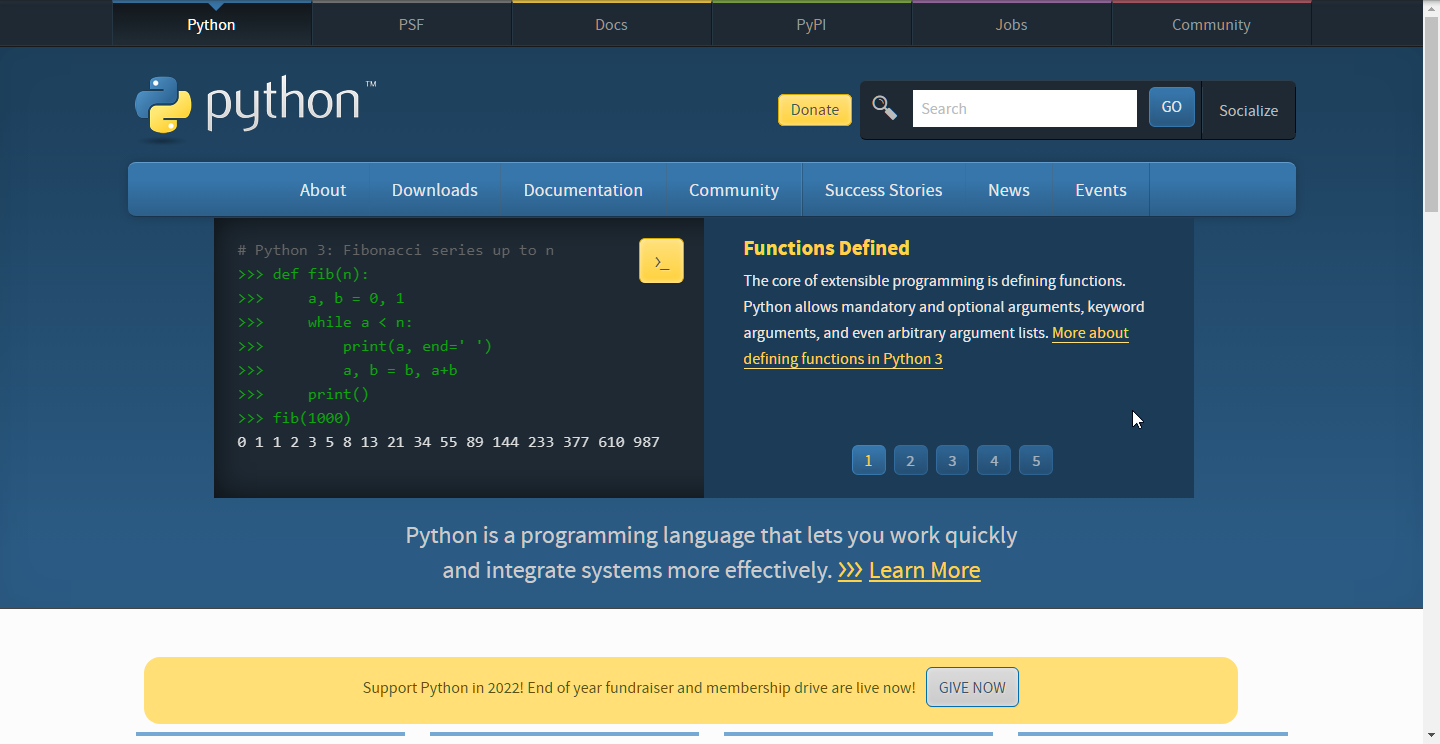 Python
PSF
Docs
PyPI
Jobs
Community
python™
Donate
Search
GO
Socialize
About
Downloads
Documentation
Community
Success Stories
News
Events
# Python 3: Fibonacci series up to n
>>> def fib(n):
>>>     a, b = 0, 1
>>>     while a < n:
>>>         print(a, end=' ')
>>>         a, b = b, a+b
>>>     print()
>>> fib(1000)
0 1 1 2 3 5 8 13 21 34 55 89 144 233 377 610 987
>_
Functions Defined
The core of extensible programming is defining functions.
Python allows mandatory and optional arguments, keyword
arguments, and even arbitrary argument lists. More about
defining functions in Python 3
1
2
3
4
5
Python is a programming language that lets you work quickly
and integrate systems more effectively. >>> Learn More
Support Python in 2022! End of year fundraiser and membership drive are live now!
GIVE NOW